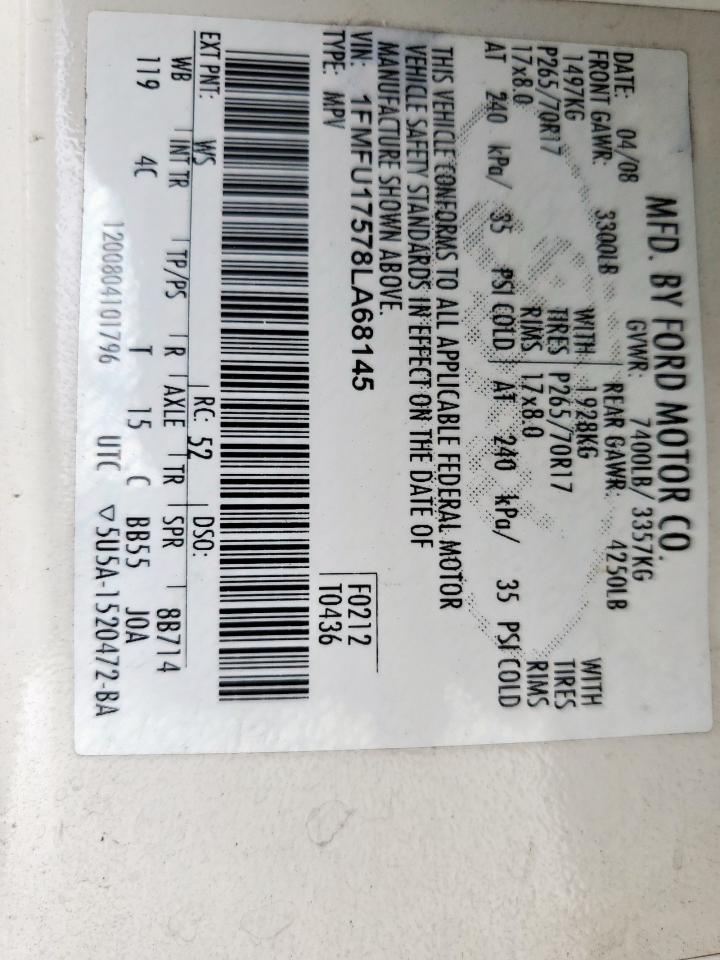 MFD. BY FORD MOTOR CO.
DATE: 04/08 GVWR: 7400LB/ 3357KG
FRONT GAWR: 3300LB REAR GAWR: 4250LB
1497KG WITH 1928KG WITH
P265/70R17 TIRES P265/70R17 TIRES
17x8.0 RIMS 17x8.0 RIMS
AT 240 kPa/ 35 PSI COLD AT 240 kPa/ 35 PSI COLD
THIS VEHICLE CONFORMS TO ALL APPLICABLE FEDERAL MOTOR
VEHICLE SAFETY STANDARDS IN EFFECT ON THE DATE OF
MANUFACTURE SHOWN ABOVE.
VIN: 1FMFU17578LA68145 F0212
TYPE: MPV T0436
EXT PNT: WS RC: 52 DSO:
WB INT TR TP/PS R AXLE TR SPR 8B714
119 4C T 15 C BB55 J0A
1200804101796 UTC ▽5U5A-1520472-BA